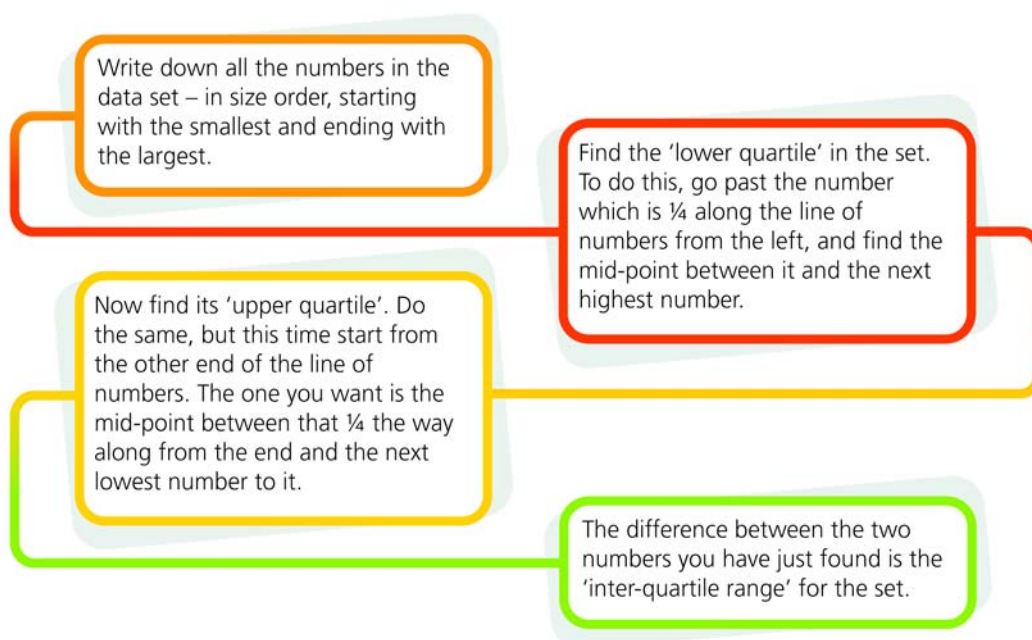 Write down all the numbers in the
data set – in size order, starting
with the smallest and ending with
the largest.
Find the ‘lower quartile’ in the set.
To do this, go past the number
which is ¼ along the line of
numbers from the left, and find the
mid-point between it and the next
highest number.
Now find its ‘upper quartile’. Do
the same, but this time start from
the other end of the line of
numbers. The one you want is the
mid-point between that ¼ the way
along from the end and the next
lowest number to it.
The difference between the two
numbers you have just found is the
‘inter-quartile range’ for the set.